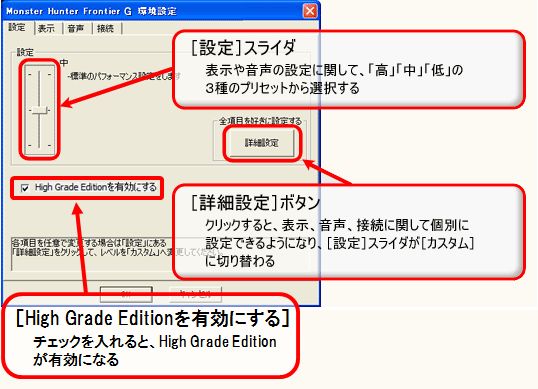 Monster Hunter Frontier G 環境設定
設定 表示 音声 接続
設定
中
-標準のパフォーマンス設定をします
[設定]スライダ
表示や音声の設定に関して、「高」「中」「低」の
3種のプリセットから選択する
全項目を好きに設定する
詳細設定
High Grade Editionを有効にする
[詳細設定]ボタン
クリックすると、表示、音声、接続に関して個別に
設定できるようになり、[設定]スライダが[カスタム]
に切り替わる
各項目を任意で変更する場合は「設定」にある
「詳細設定」をクリックして、レベルを「カスタム」へ変更してください
OK キャンセル
[High Grade Editionを有効にする]
チェックを入れると、High Grade Edition
が有効になる